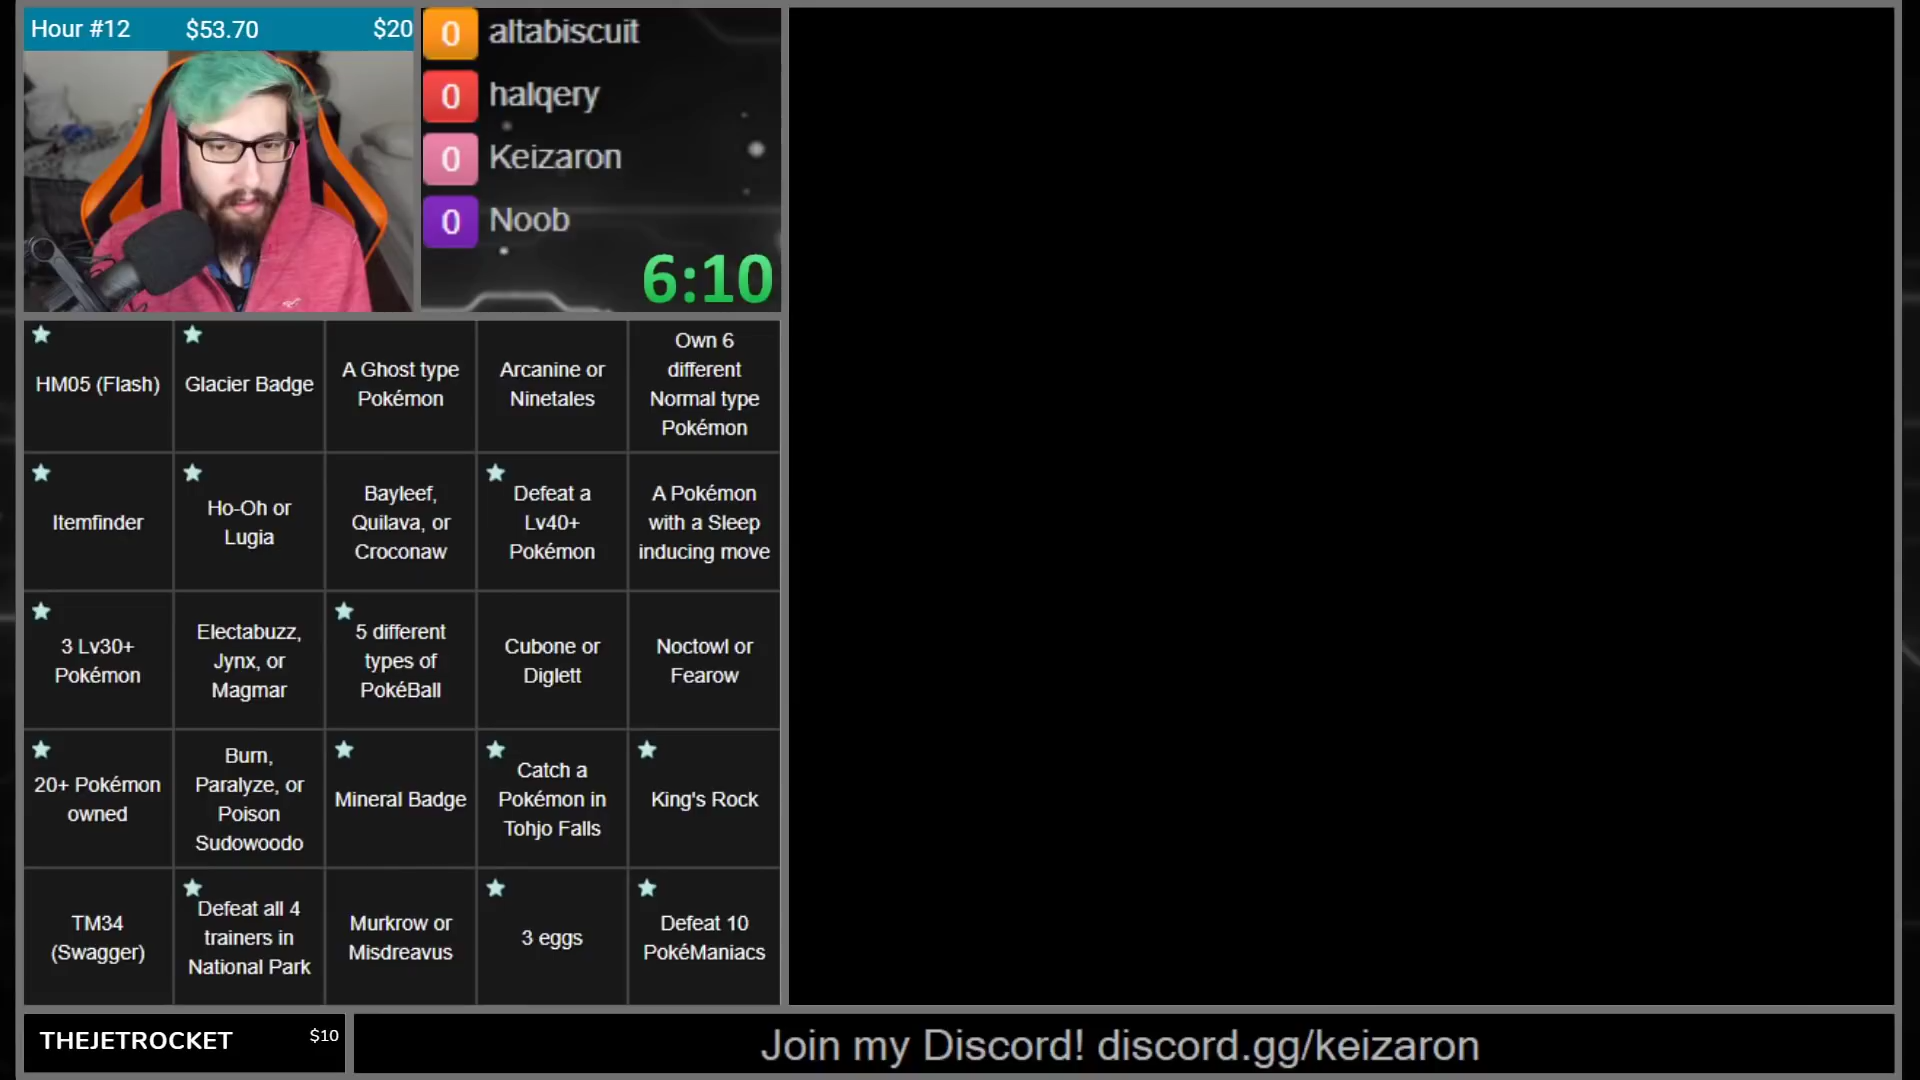 Hour #12 $53.70 $20
0 altabiscuit
0 halqery
0 Keizaron
0 Noob
6:10
HM05 (Flash)
Glacier Badge
A Ghost type
Pokémon
Arcanine or
Ninetales
Own 6
different
Normal type
Pokémon
Itemfinder
Ho-Oh or
Lugia
Bayleef,
Quilava, or
Croconaw
Defeat a
Lv40+
Pokémon
A Pokémon
with a Sleep
inducing move
3 Lv30+
Pokémon
Electabuzz,
Jynx, or
Magmar
5 different
types of
PokéBall
Cubone or
Diglett
Noctowl or
Fearow
20+ Pokémon
owned
Burn,
Paralyze, or
Poison
Sudowoodo
Mineral Badge
Catch a
Pokémon in
Tohjo Falls
King's Rock
TM34
(Swagger)
Defeat all 4
trainers in
National Park
Murkrow or
Misdreavus
3 eggs
Defeat 10
PokéManiacs
THEJETROCKET $10
Join my Discord! discord.gg/keizaron